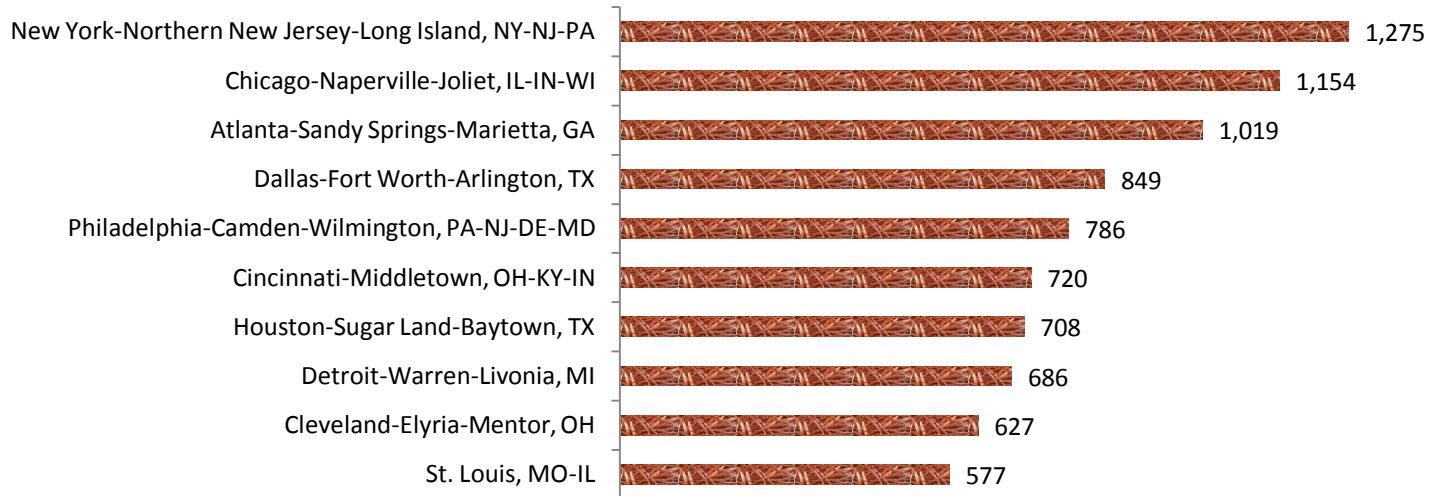 New York-Northern New Jersey-Long Island, NY-NJ-PA 1,275
Chicago-Naperville-Joliet, IL-IN-WI 1,154
Atlanta-Sandy Springs-Marietta, GA 1,019
Dallas-Fort Worth-Arlington, TX 849
Philadelphia-Camden-Wilmington, PA-NJ-DE-MD 786
Cincinnati-Middletown, OH-KY-IN 720
Houston-Sugar Land-Baytown, TX 708
Detroit-Warren-Livonia, MI 686
Cleveland-Elyria-Mentor, OH 627
St. Louis, MO-IL 577